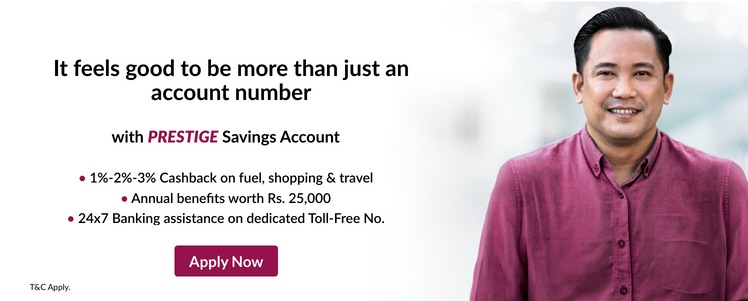 It feels good to be more than just an
account number
with PRESTIGE Savings Account
• 1%-2%-3% Cashback on fuel, shopping & travel
• Annual benefits worth Rs. 25,000
• 24x7 Banking assistance on dedicated Toll-Free No.
Apply Now
T&C Apply.